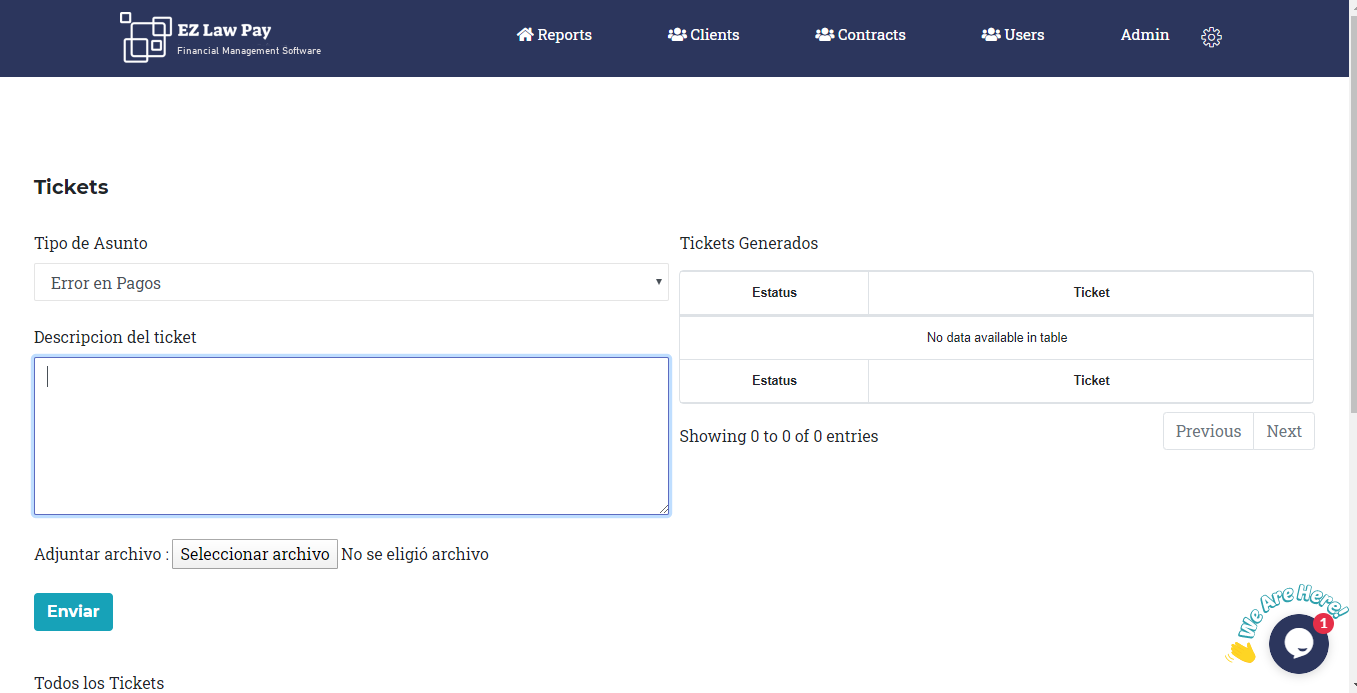 EZ Law Pay
Financial Management Software
Reports
Clients
Contracts
Users
Admin
Tickets
Tipo de Asunto
Error en Pagos
Descripcion del ticket
Adjuntar archivo : Seleccionar archivo No se eligió archivo
Enviar
Todos los Tickets
Tickets Generados
Estatus Ticket
No data available in table
Estatus Ticket
Showing 0 to 0 of 0 entries
Previous Next
We Are Here!
1